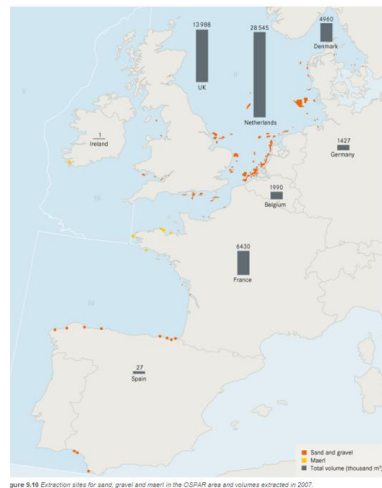 13 988
UK
28 545
Netherlands
4960
Denmark
1
Ireland
1427
Germany
1990
Belgium
6430
France
27
Spain
Sand and gravel
Maerl
Total volume (thousand m³)
gure 9.10 Extraction sites for sand, gravel and maerl in the OSPAR area and volumes extracted in 2007.